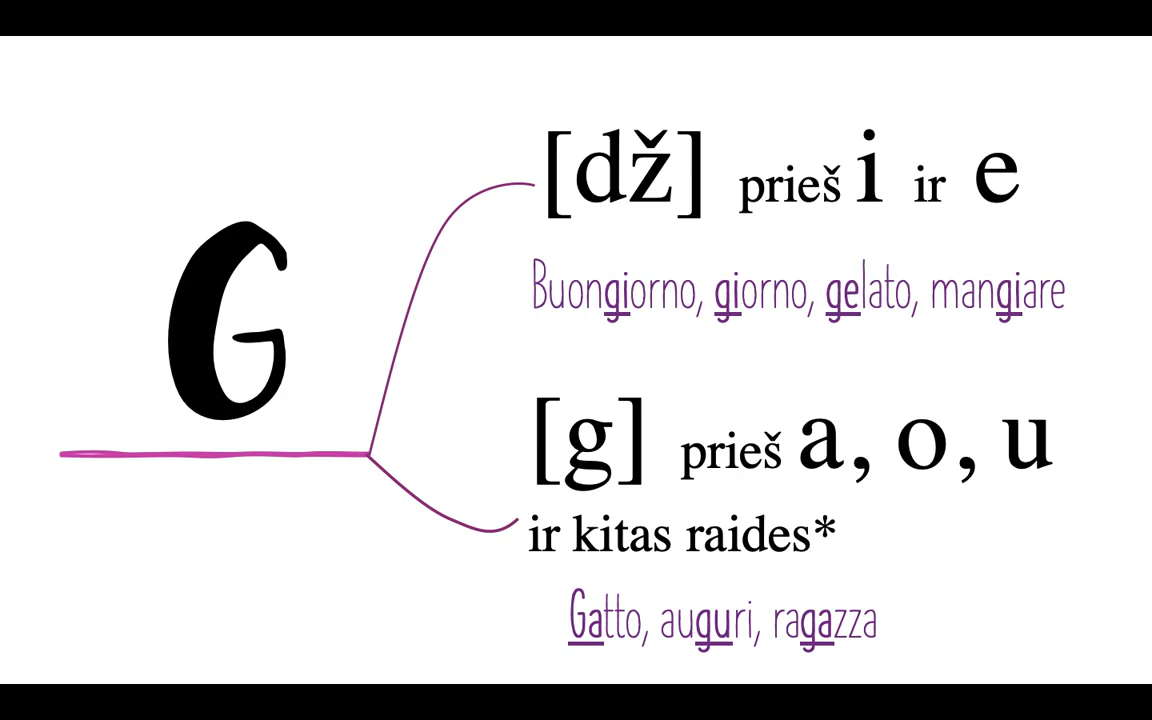 G
[dž] prieš i ir e
Buongiorno, giorno, gelato, mangiare
[g] prieš a, o, u
ir kitas raides*
Gatto, auguri, ragazza